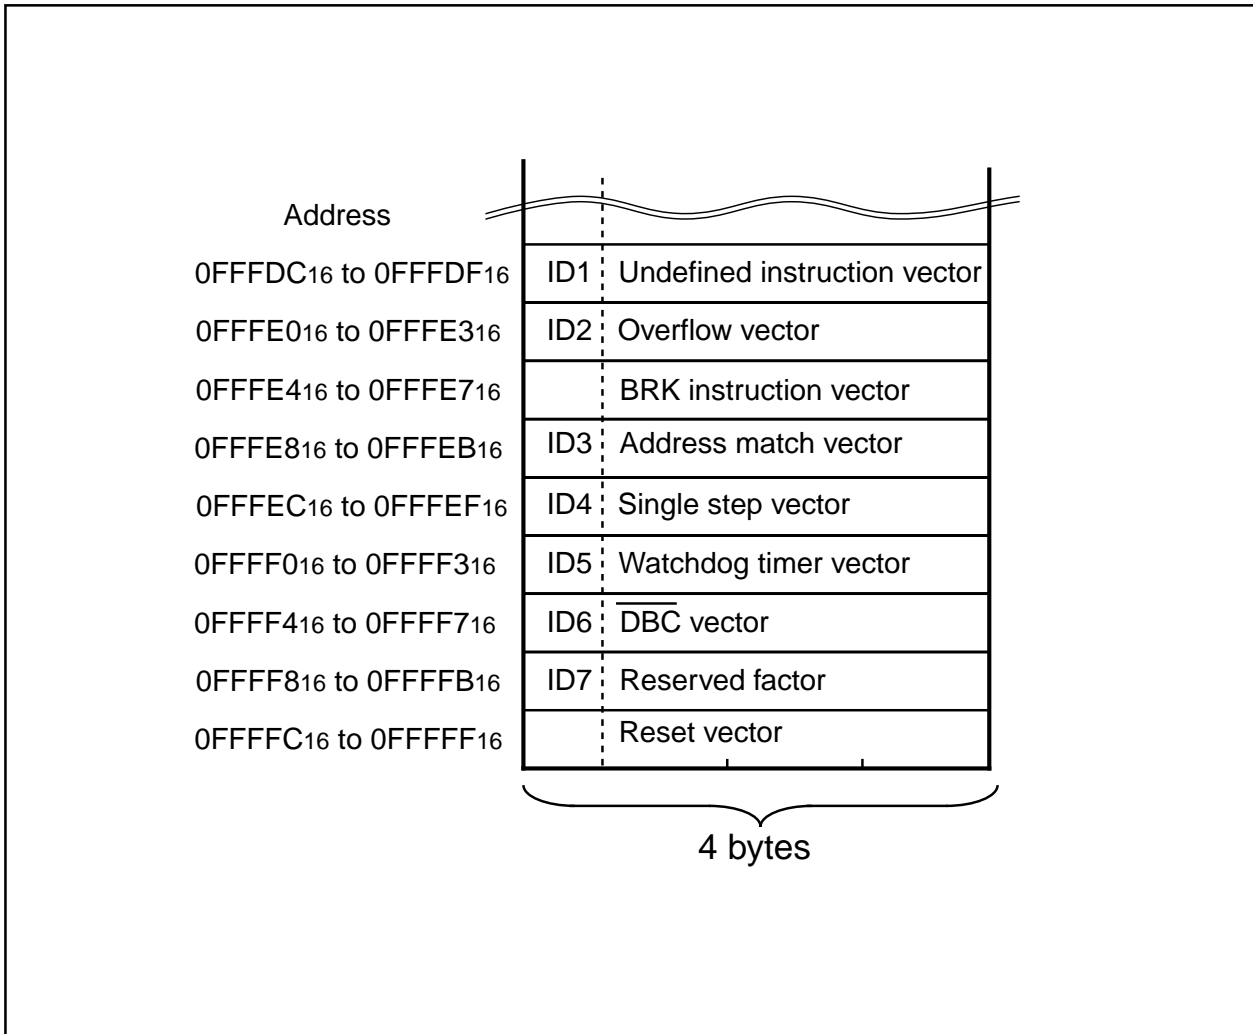 Address
0FFFDC16 to 0FFFDF16 ID1 Undefined instruction vector
0FFFE016 to 0FFFE316 ID2 Overflow vector
0FFFE416 to 0FFFE716 BRK instruction vector
0FFFE816 to 0FFFEB16 ID3 Address match vector
0FFFEC16 to 0FFFEF16 ID4 Single step vector
0FFFF016 to 0FFFF316 ID5 Watchdog timer vector
0FFFF416 to 0FFFF716 ID6 DBC vector
0FFFF816 to 0FFFFB16 ID7 Reserved factor
0FFFFC16 to 0FFFFF16 Reset vector
4 bytes